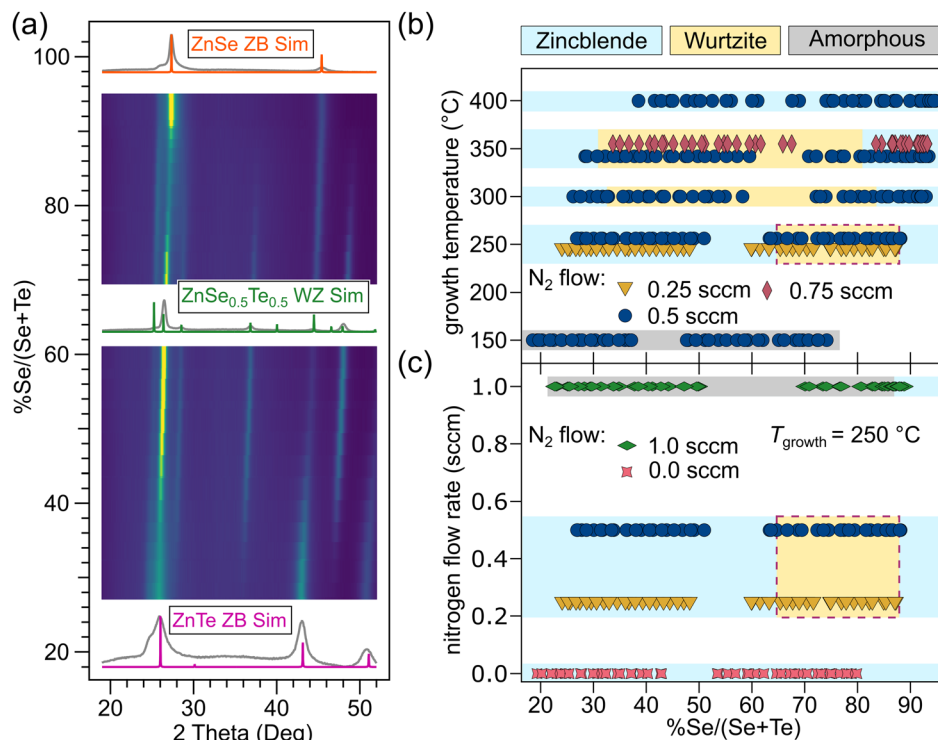 (a)
ZnSe ZB Sim
ZnSe0.5Te0.5 WZ Sim
ZnTe ZB Sim
100
80
60
40
20
%Se/(Se+Te)
20
30
40
50
2 Theta (Deg)
(b)
Zincblende
Wurtzite
Amorphous
400
350
300
250
200
150
growth temperature (°C)
N2 flow:
0.25 sccm
0.75 sccm
0.5 sccm
(c)
1.0
0.8
0.6
0.4
0.2
0.0
nitrogen flow rate (sccm)
N2 flow:
1.0 sccm
0.0 sccm
Tgrowth = 250 °C
20
30
40
50
60
70
80
90
%Se/(Se+Te)